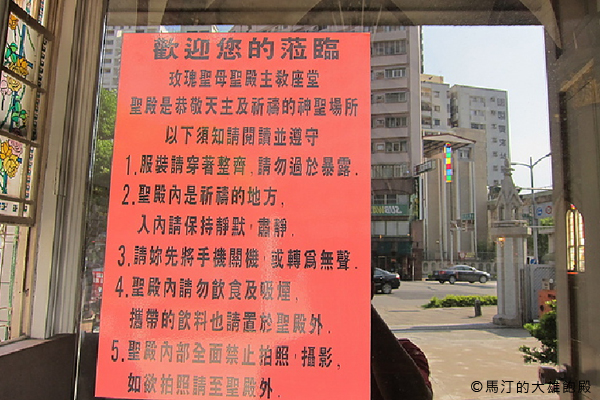 歡迎您的蒞臨
玫瑰聖母聖殿主教座堂
聖殿是恭敬天主及祈禱的神聖場所
以下須知請閱讀並遵守
1.服裝請穿著整齊,請勿過於暴露.
2.聖殿內是祈禱的地方,
入內請保持靜默,肅靜.
3.請妳先將手機關機,或轉為無聲.
4.聖殿內請勿飲食及吸煙,
攜帶的飲料也請置於聖殿外.
5.聖殿內部全面禁止拍照,攝影,
如欲拍照請至聖殿外.
©馬汀的大雄飽殿